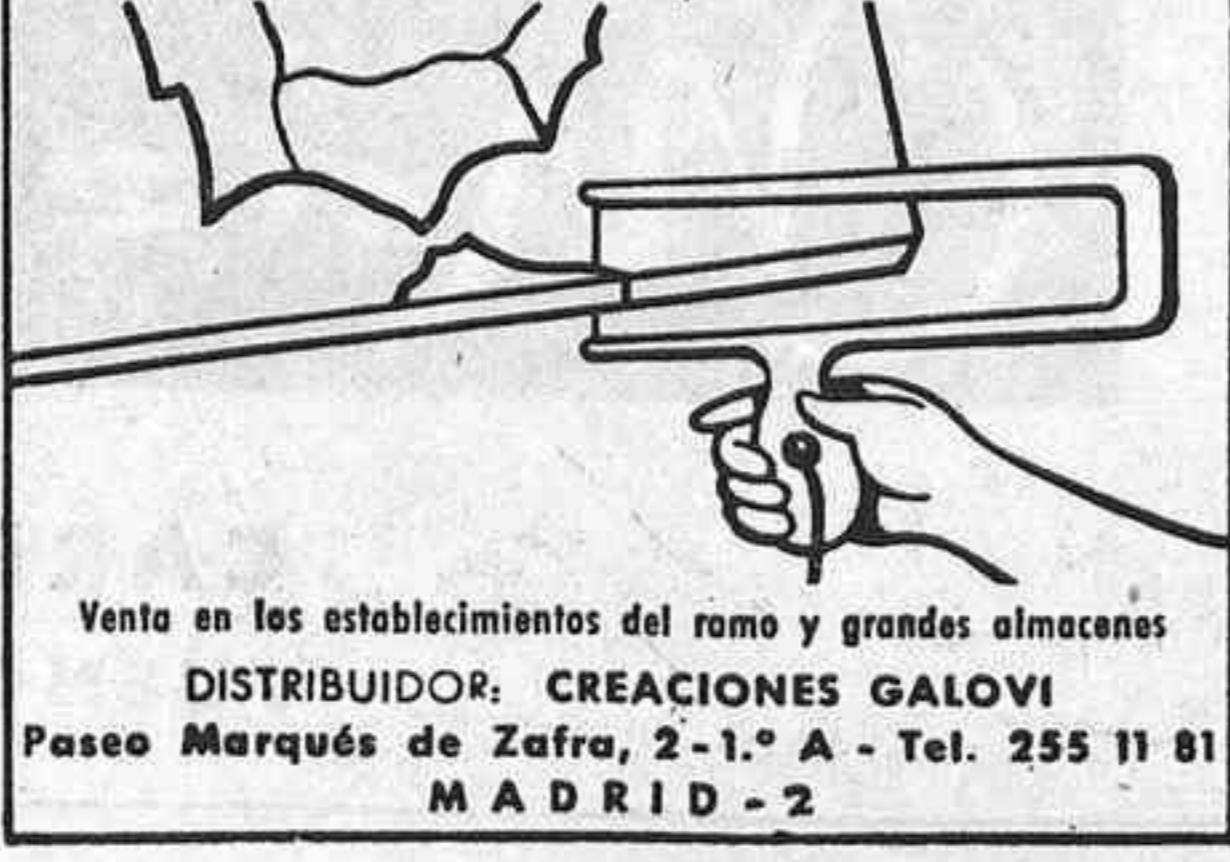 Venta en los establecimientos del ramo y grandes almacenes
DISTRIBUIDOR: CREACIONES GALOVI
Paseo Marqués de Zafra, 2-1.º A - Tel. 255 11 81
MADRID-2